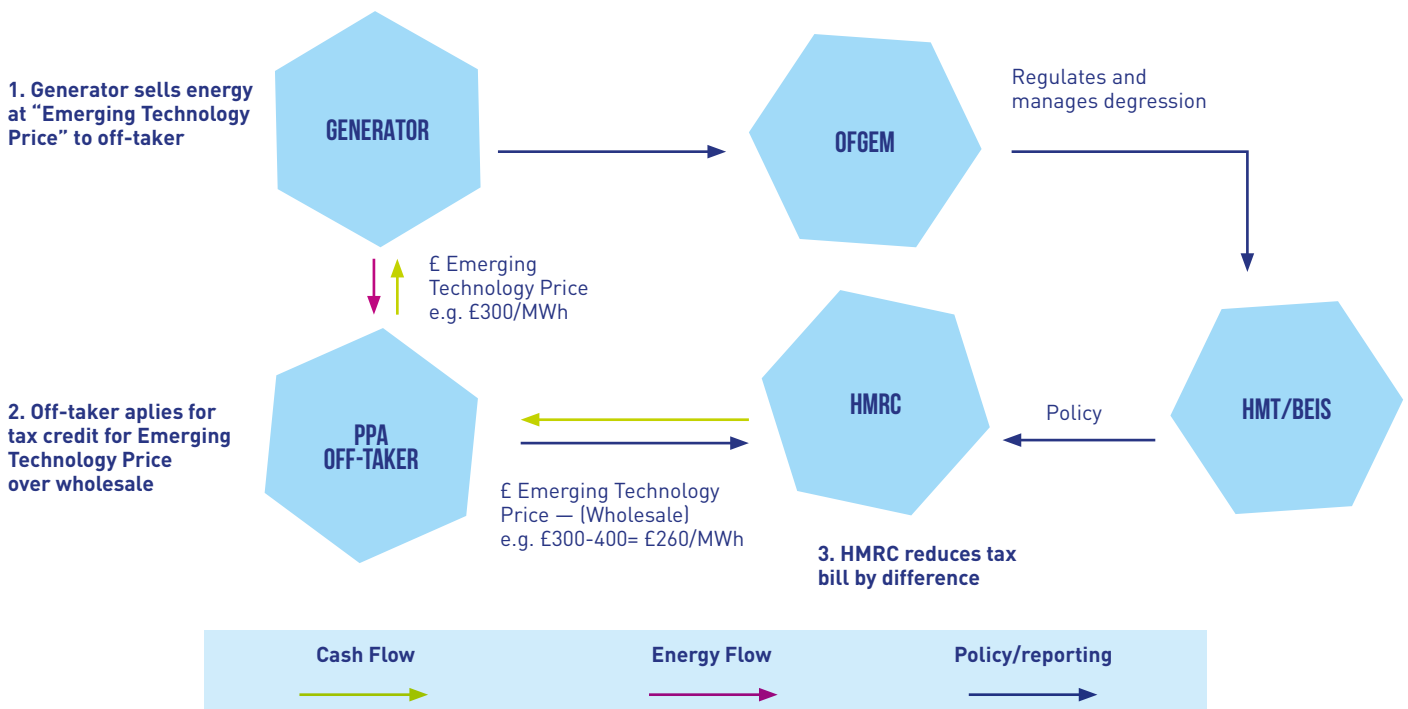 1. Generator sells energy
at “Emerging Technology
Price” to off-taker
GENERATOR
OFGEM
Regulates and
manages degression
£ Emerging
Technology Price
e.g. £300/MWh
2. Off-taker aplies for
tax credit for Emerging
Technology Price
over wholesale
PPA
OFF-TAKER
£ Emerging Technology
Price — (Wholesale)
e.g. £300-400= £260/MWh
HMRC
Policy
HMT/BEIS
3. HMRC reduces tax
bill by difference
Cash Flow
Energy Flow
Policy/reporting